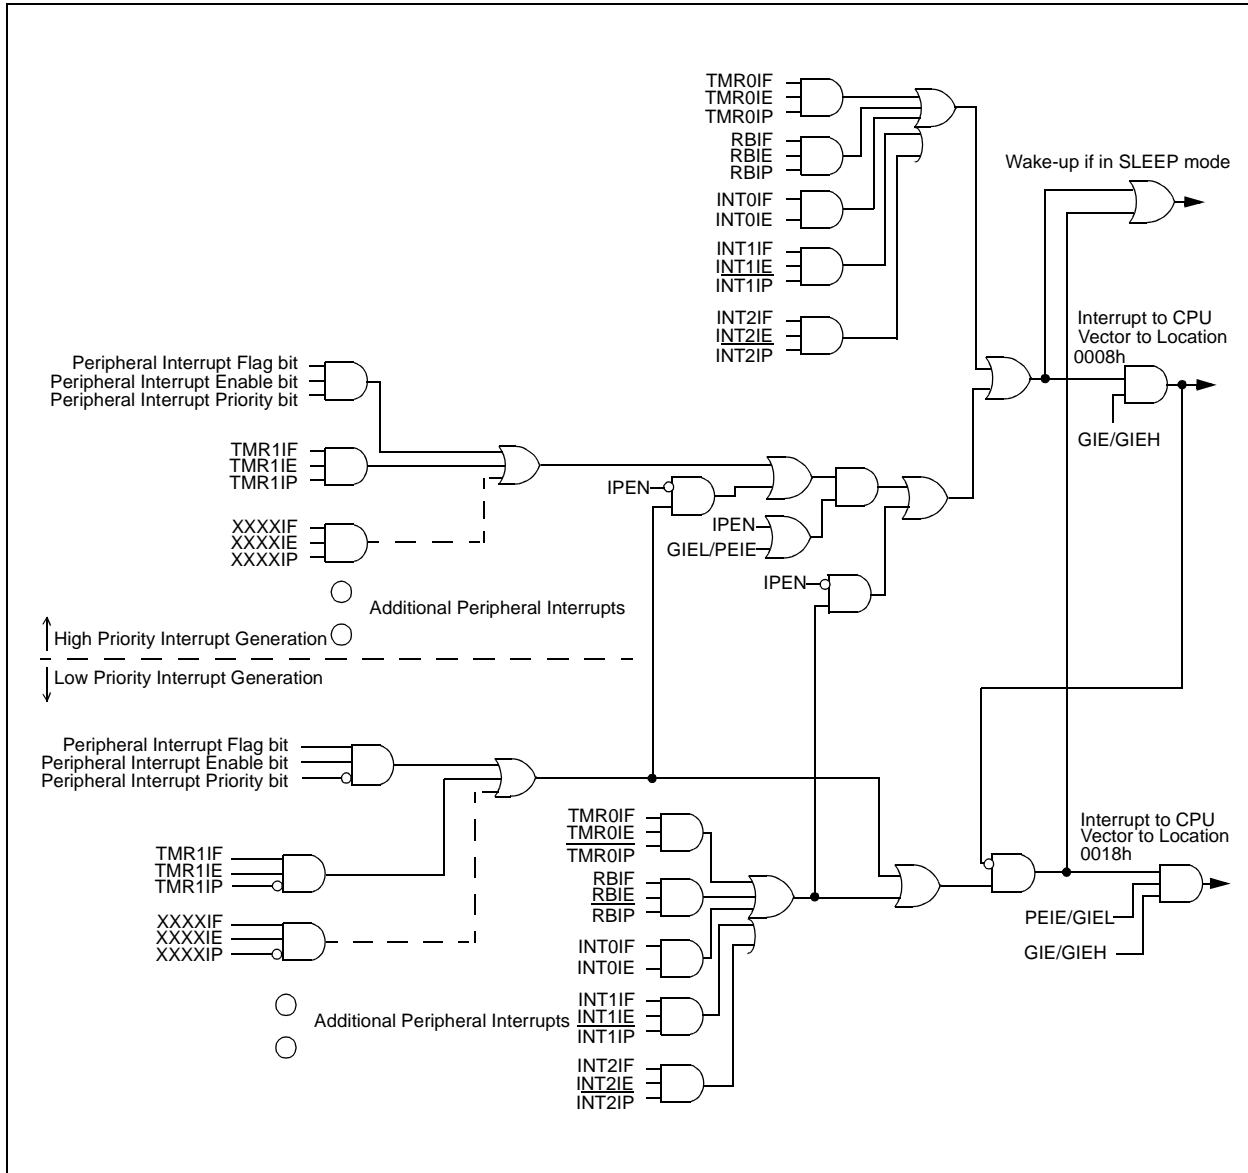 TMR0IF
TMR0IE
TMR0IP
RBIF
RBIE
RBIP
INT0IF
INT0IE
INT1IF
INT1IE
INT1IP
INT2IF
INT2IE
INT2IP
Wake-up if in SLEEP mode
Interrupt to CPU
Vector to Location
0008h
GIE/GIEH
Peripheral Interrupt Flag bit
Peripheral Interrupt Enable bit
Peripheral Interrupt Priority bit
TMR1IF
TMR1IE
TMR1IP
XXXXIF
XXXXIE
XXXXIP
IPEN
IPEN
GIEL/PEIE
IPEN
Additional Peripheral Interrupts
High Priority Interrupt Generation
Low Priority Interrupt Generation
Peripheral Interrupt Flag bit
Peripheral Interrupt Enable bit
Peripheral Interrupt Priority bit
TMR1IF
TMR1IE
TMR1IP
XXXXIF
XXXXIE
XXXXIP
Additional Peripheral Interrupts
TMR0IF
TMR0IE
TMR0IP
RBIF
RBIE
RBIP
INT0IF
INT0IE
INT1IF
INT1IE
INT1IP
INT2IF
INT2IE
INT2IP
Interrupt to CPU
Vector to Location
0018h
PEIE/GIEL
GIE/GIEH